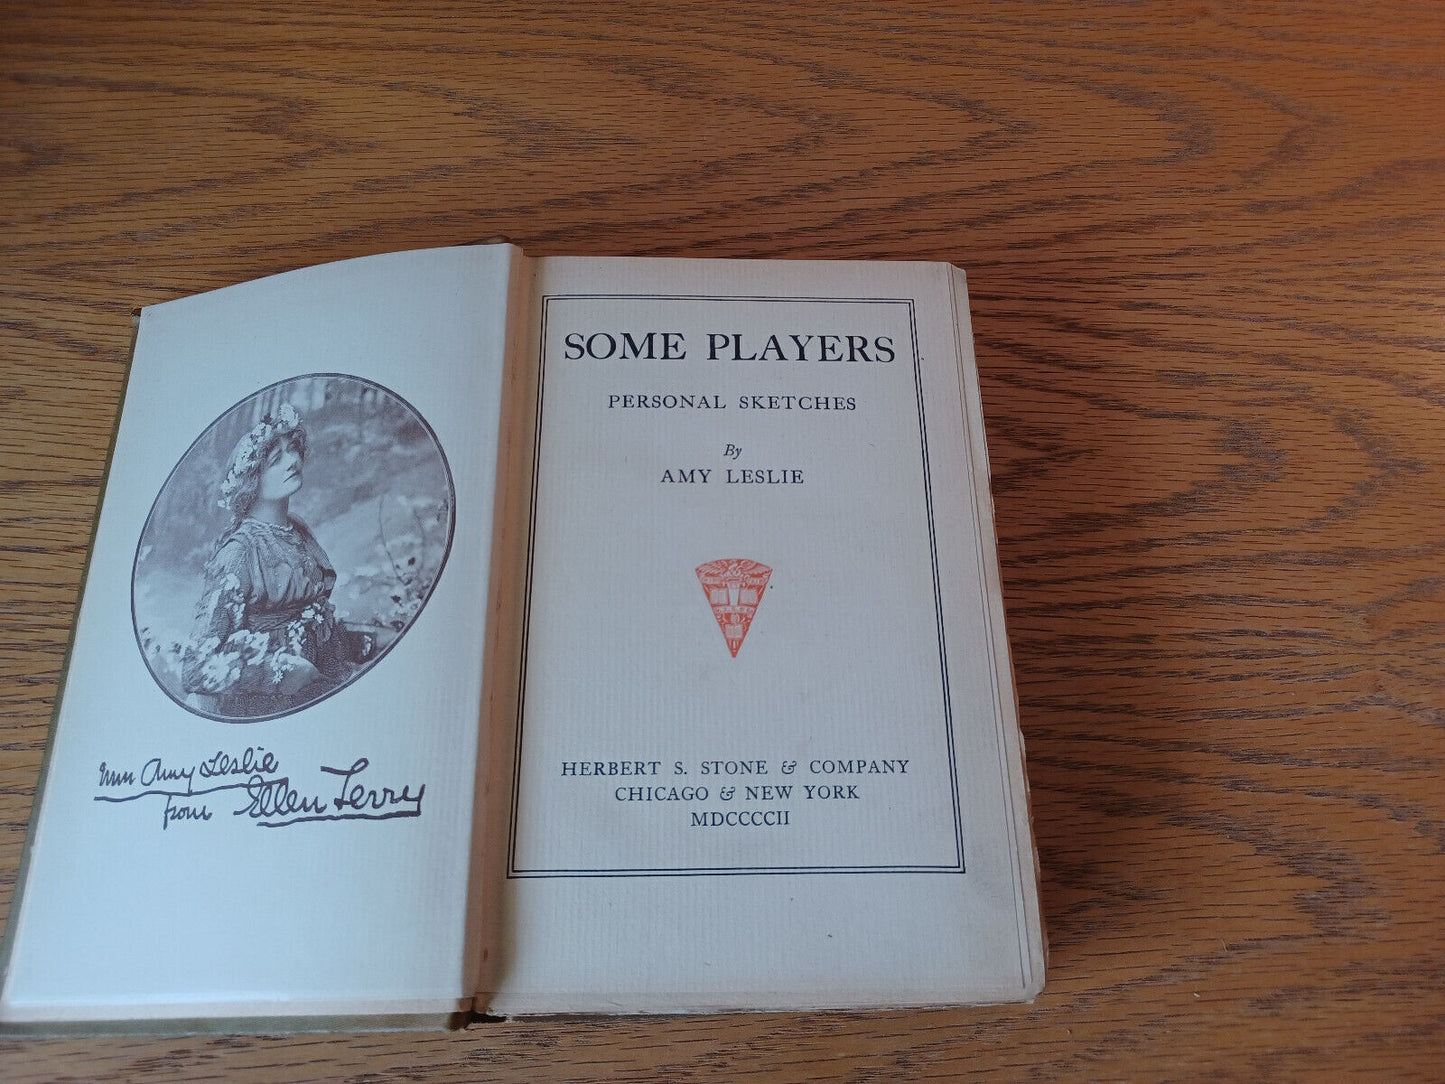 Miss Amy Leslie
from Ellen Terry
SOME PLAYERS
PERSONAL SKETCHES
By
AMY LESLIE
HERBERT S. STONE & COMPANY
CHICAGO & NEW YORK
MDCCCCII